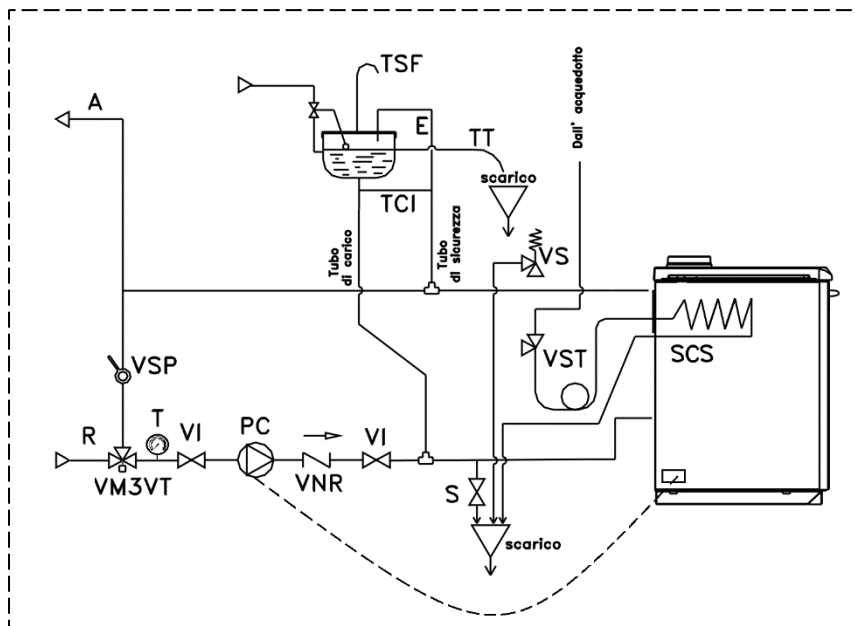 TSF
A
E
TT
Dall' acquedotto
scarico
TCI
Tubo
di carico
Tubo
di sicurezza
VS
VSP
VST
SCS
R
T
VI
PC
VI
VM3VT
VNR
S
scarico